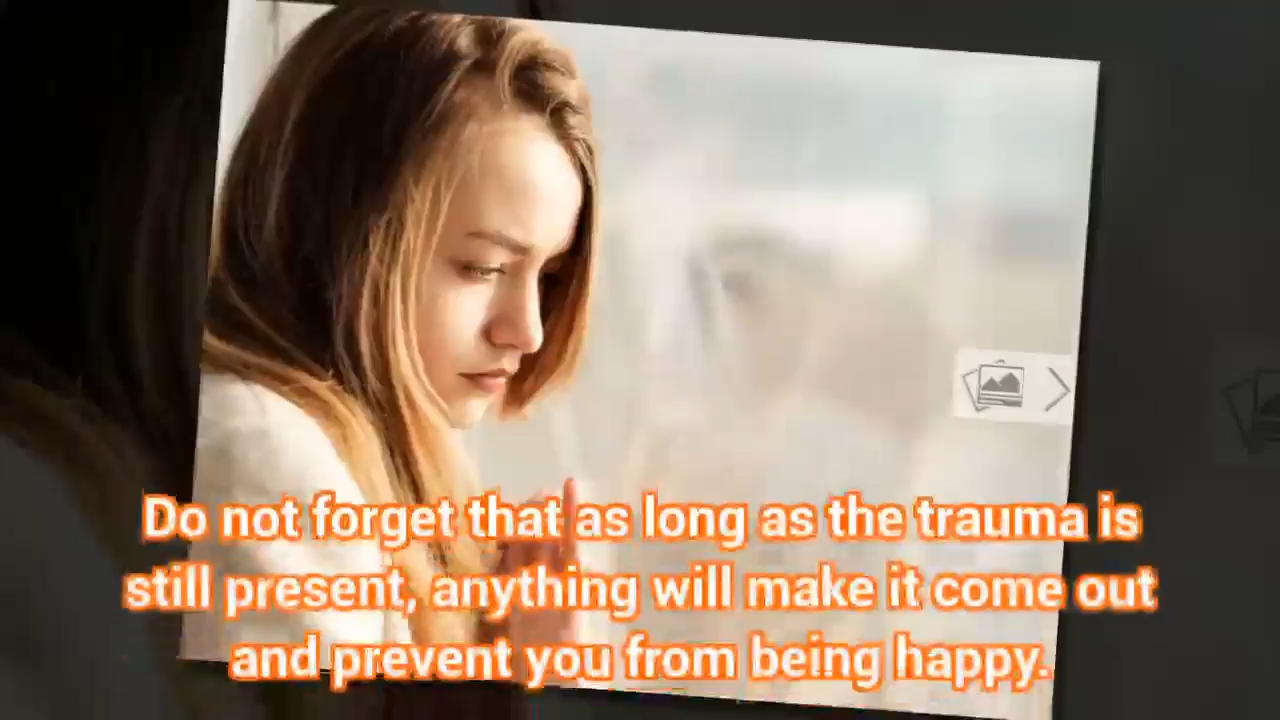 Do not forget that as long as the trauma is
still present, anything will make it come out
and prevent you from being happy.